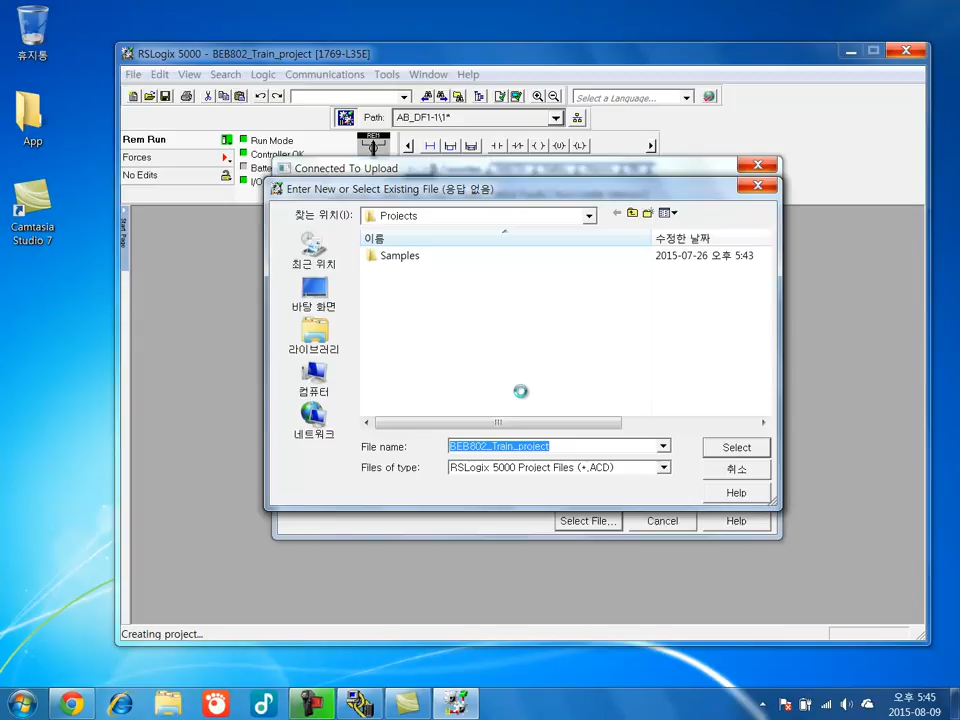 휴지통
App
Camtasia
Studio 7
RSLogix 5000 - BEB802_Train_project [1769-L35E]
File Edit View Search Logic Communications Tools Window Help
Select a Language...
Path: AB_DF1-1\1*
Rem Run
Forces
No Edits
Run Mode
Controller OK
Batte
I/O
REM
Start Page
Connected To Upload
Enter New or Select Existing File (응답 없음)
찾는 위치(I): Projects
이름 수정한 날짜
Samples 2015-07-26 오후 5:43
최근 위치
바탕 화면
라이브러리
컴퓨터
네트워크
File name: BEB802_Train_project Select
Files of type: RSLogix 5000 Project Files (*.ACD) 취소
Help
Select File... Cancel Help
Creating project...
오후 5:45
2015-08-09